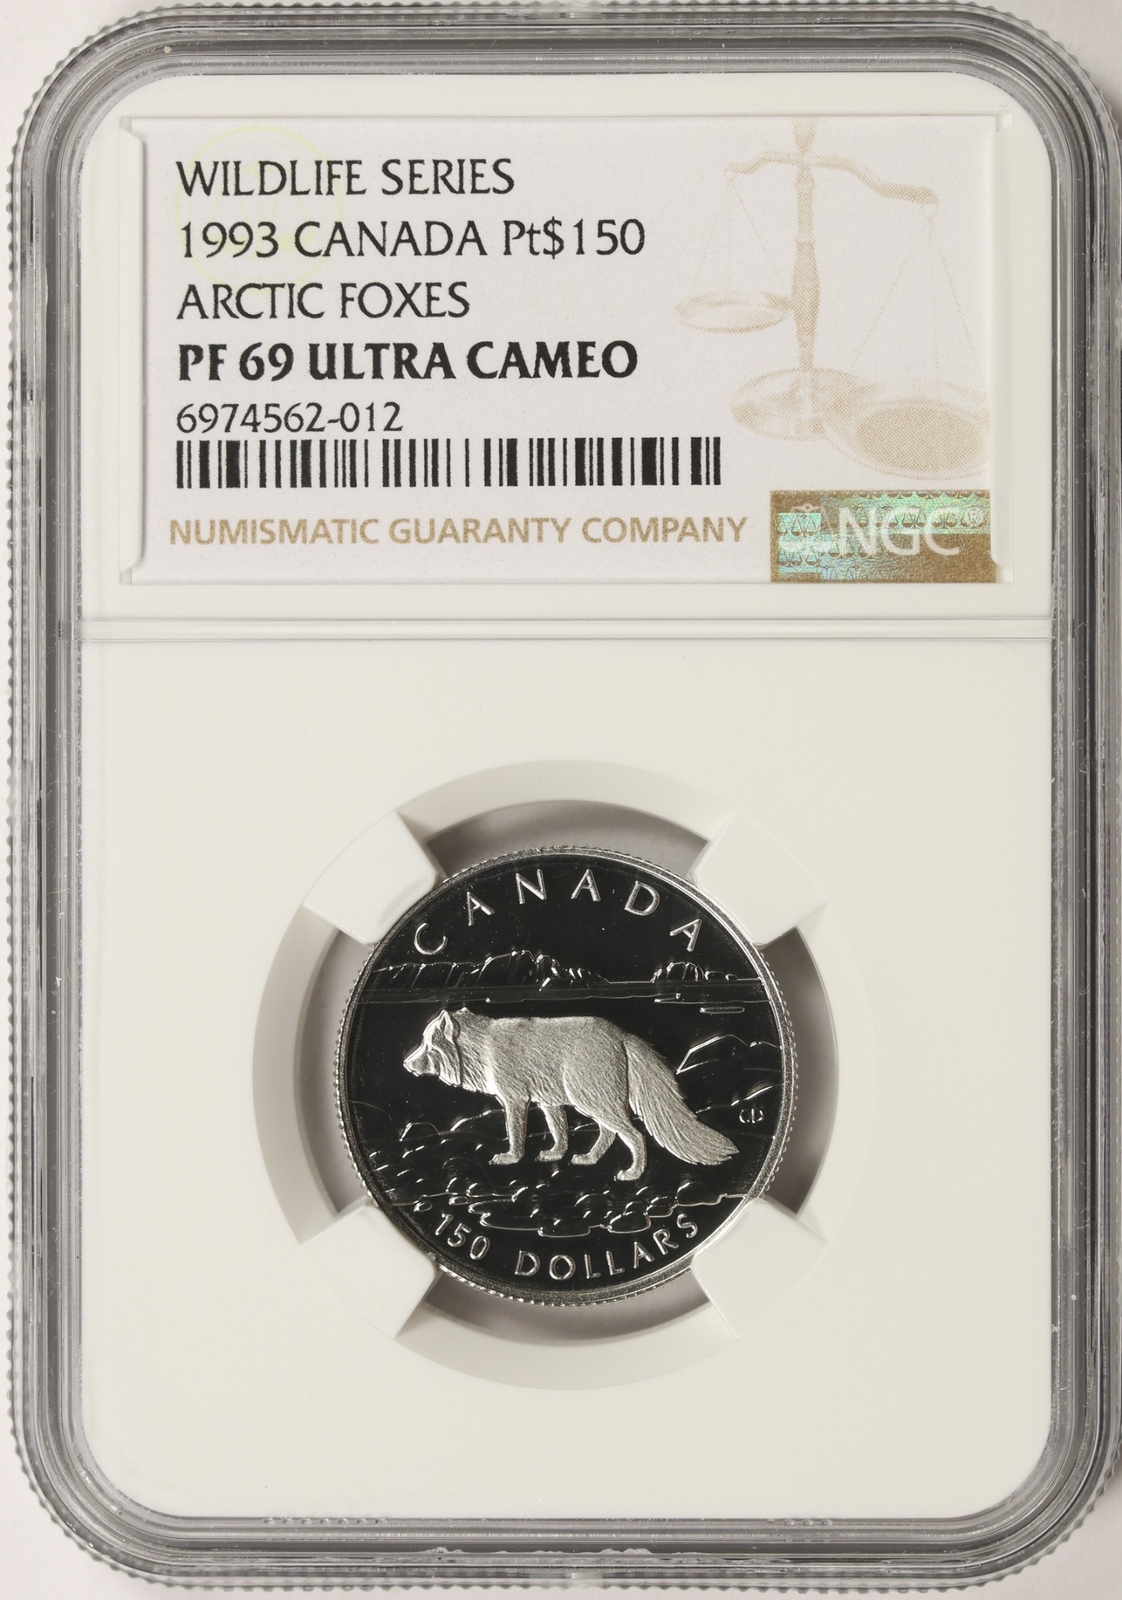 WILDLIFE SERIES
1993 CANADA Pt$150
ARCTIC FOXES
PF 69 ULTRA CAMEO
6974562-012
NUMISMATIC GUARANTY COMPANY
NGC®
CANADA
150 DOLLARS